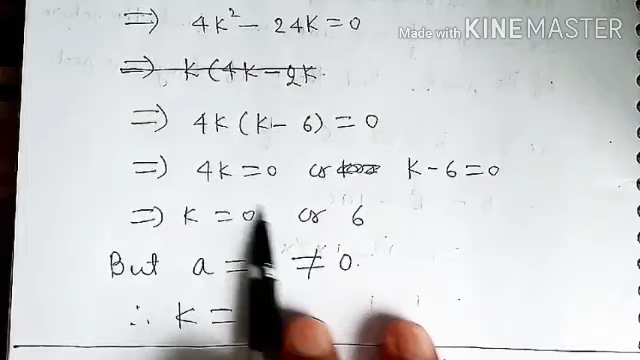 ⇒ 4k² - 24k = 0
Made with KINEMASTER
⇒ k(4k - 2k
⇒ 4k(k - 6) = 0
⇒ 4k = 0 or k - 6 = 0
⇒ k = 0 or 6
But a = ≠ 0.
∴ k =